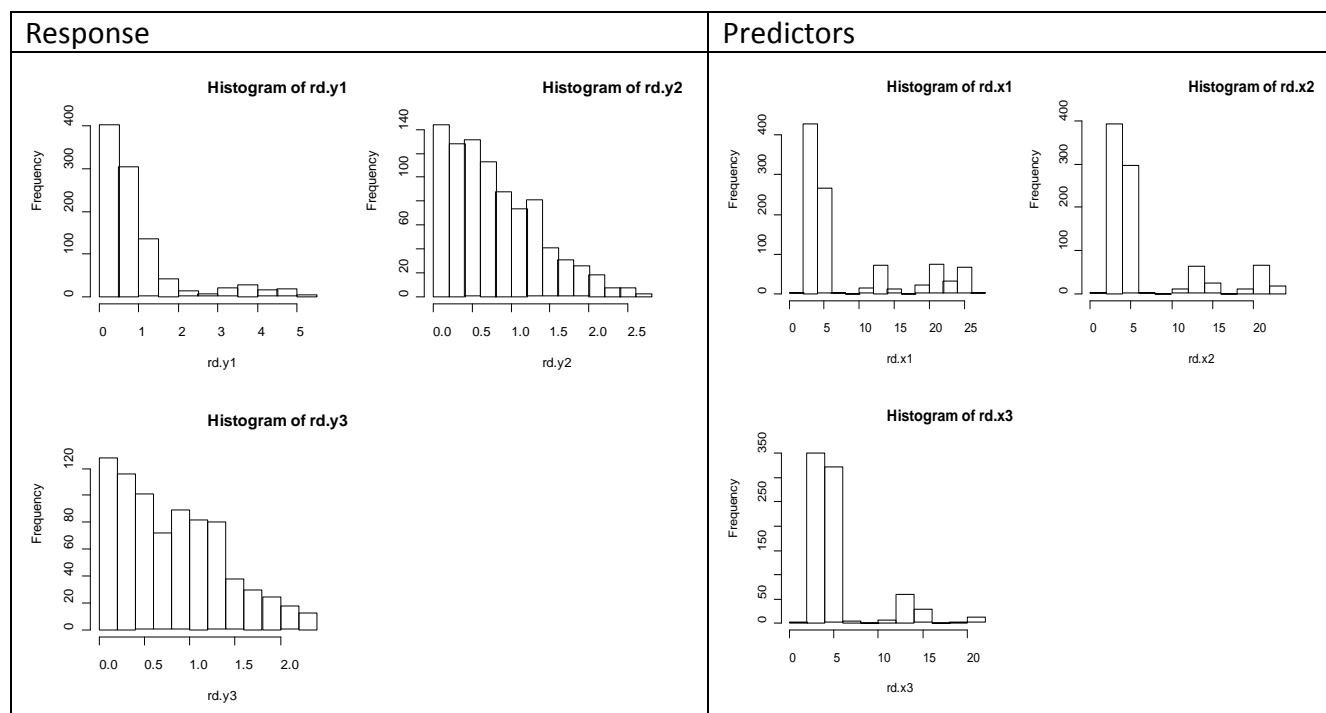 Response
Predictors
Histogram of rd.y1
Frequency
0 100 200 300 400
0 1 2 3 4 5
rd.y1
Histogram of rd.y2
Frequency
0 20 60 100 140
0.0 0.5 1.0 1.5 2.0 2.5
rd.y2
Histogram of rd.y3
Frequency
0 20 40 60 80 120
0.0 0.5 1.0 1.5 2.0
rd.y3
Histogram of rd.x1
Frequency
0 100 200 300 400
0 5 10 15 20 25
rd.x1
Histogram of rd.x2
Frequency
0 100 200 300 400
0 5 10 15 20
rd.x2
Histogram of rd.x3
Frequency
0 50 150 250 350
0 5 10 15 20
rd.x3